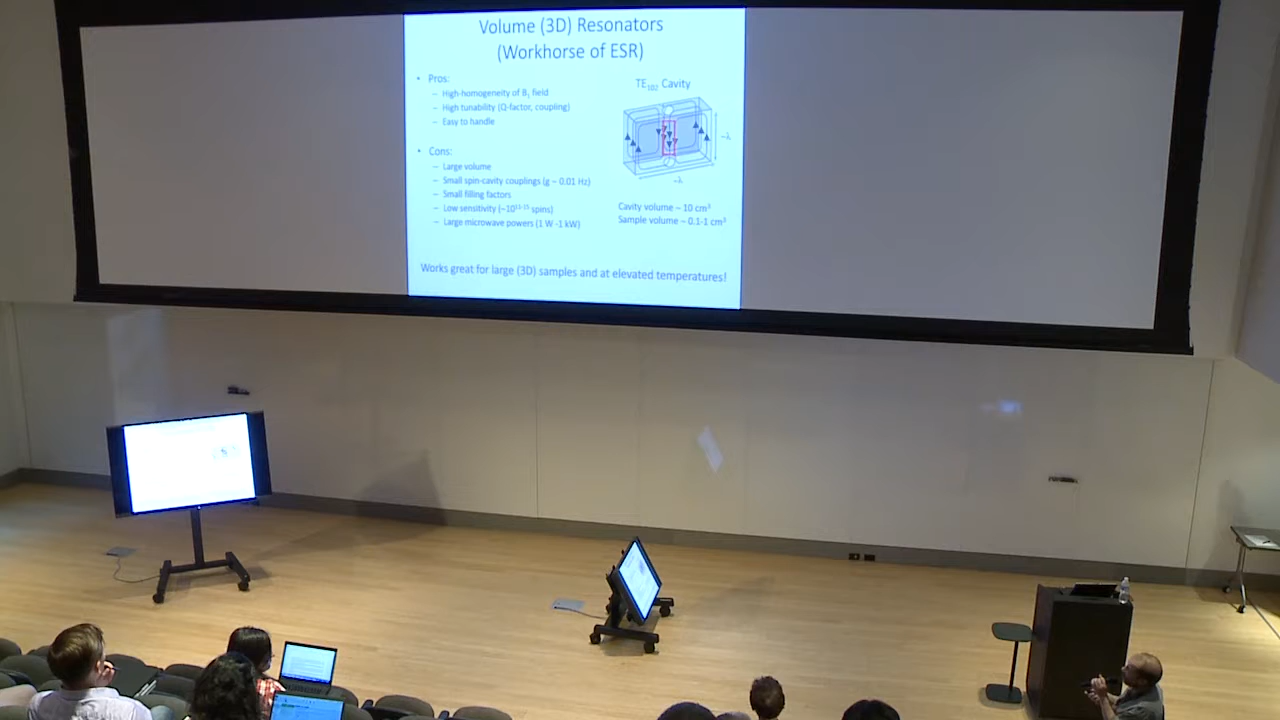 Volume (3D) Resonators
(Workhorse of ESR)
• Pros:
– High-homogeneity of B₁ field
– High tunability (Q-factor, coupling)
– Easy to handle
• Cons:
– Large volume
– Small spin-cavity couplings (g ~ 0.01 Hz)
– Small filling factors
– Low sensitivity (~10¹³⁻¹⁵ spins)
– Large microwave powers (1 W -1 kW)
TE₁₀₂ Cavity
~λ
~λ
Cavity volume ~ 10 cm³
Sample volume ~ 0.1-1 cm³
Works great for large (3D) samples and at elevated temperatures!